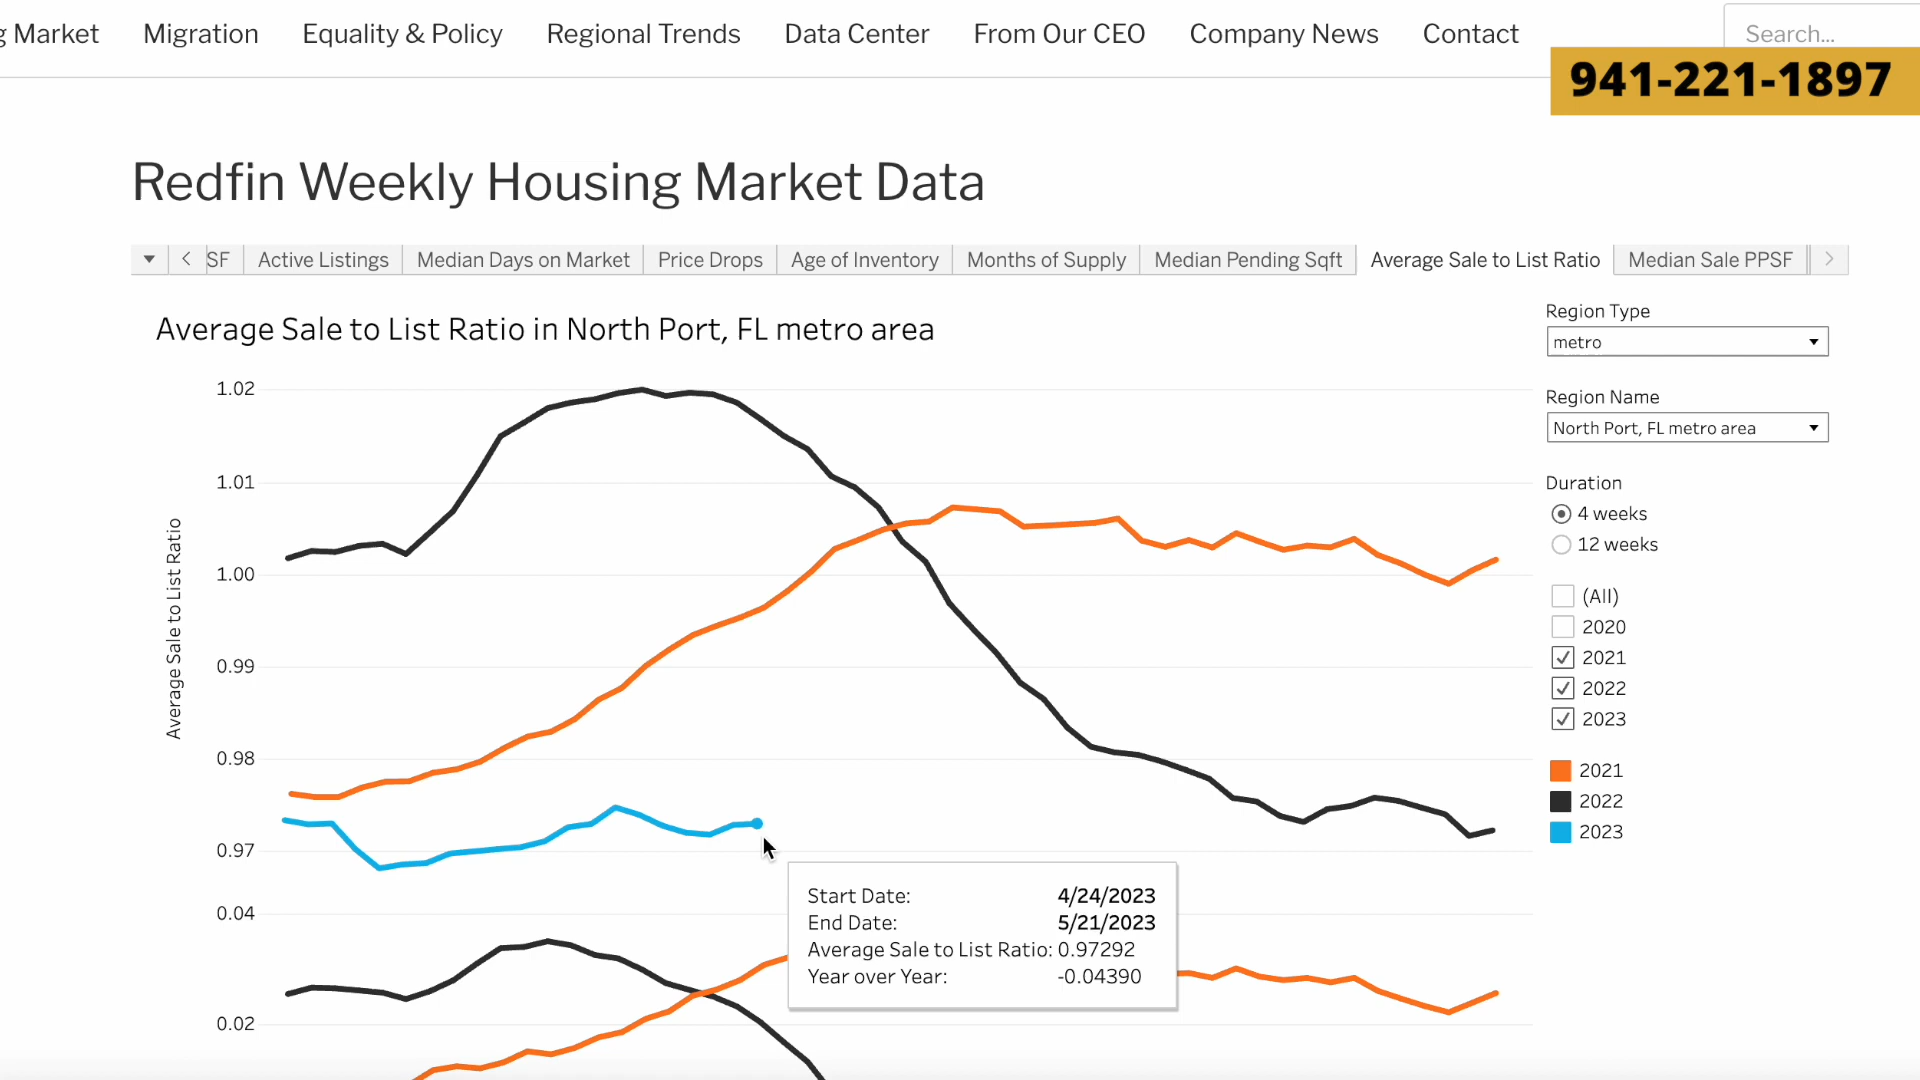 g Market Migration Equality & Policy Regional Trends Data Center From Our CEO Company News Contact Search...
941-221-1897
Redfin Weekly Housing Market Data
SF Active Listings Median Days on Market Price Drops Age of Inventory Months of Supply Median Pending Sqft Average Sale to List Ratio Median Sale PPSF
Average Sale to List Ratio in North Port, FL metro area
1.02
1.01
1.00
0.99
0.98
0.97
0.04
0.02
Average Sale to List Ratio
Start Date: 4/24/2023
End Date: 5/21/2023
Average Sale to List Ratio: 0.97292
Year over Year: -0.04390
Region Type
metro
Region Name
North Port, FL metro area
Duration
4 weeks
12 weeks
(All)
2020
2021
2022
2023
2021
2022
2023